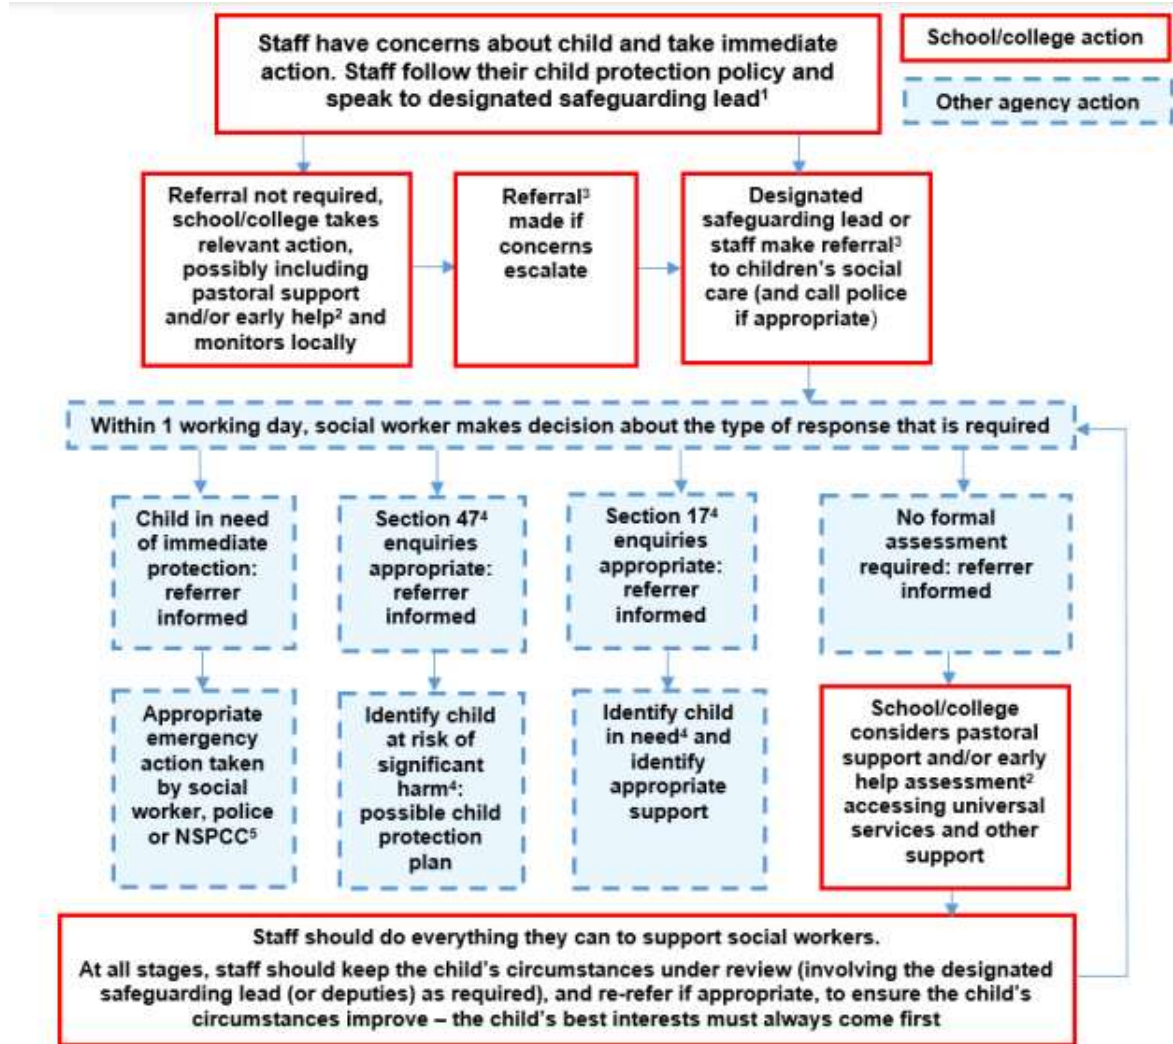 Staff have concerns about child and take immediate
action. Staff follow their child protection policy and
speak to designated safeguarding lead¹
School/college action
Other agency action
Referral not required,
school/college takes
relevant action,
possibly including
pastoral support
and/or early help² and
monitors locally
Referral³
made if
concerns
escalate
Designated
safeguarding lead or
staff make referral³
to children's social
care (and call police
if appropriate)
Within 1 working day, social worker makes decision about the type of response that is required
Child in need
of immediate
protection:
referrer
informed
Section 47⁴
enquiries
appropriate:
referrer
informed
Section 17⁴
enquiries
appropriate:
referrer
informed
No formal
assessment
required: referrer
informed
Appropriate
emergency
action taken
by social
worker, police
or NSPCC⁵
Identify child
at risk of
significant
harm⁴:
possible child
protection
plan
Identify child
in need⁴ and
identify
appropriate
support
School/college
considers pastoral
support and/or early
help assessment²
accessing universal
services and other
support
Staff should do everything they can to support social workers.
At all stages, staff should keep the child's circumstances under review (involving the designated
safeguarding lead (or deputies) as required), and re-refer if appropriate, to ensure the child's
circumstances improve – the child's best interests must always come first